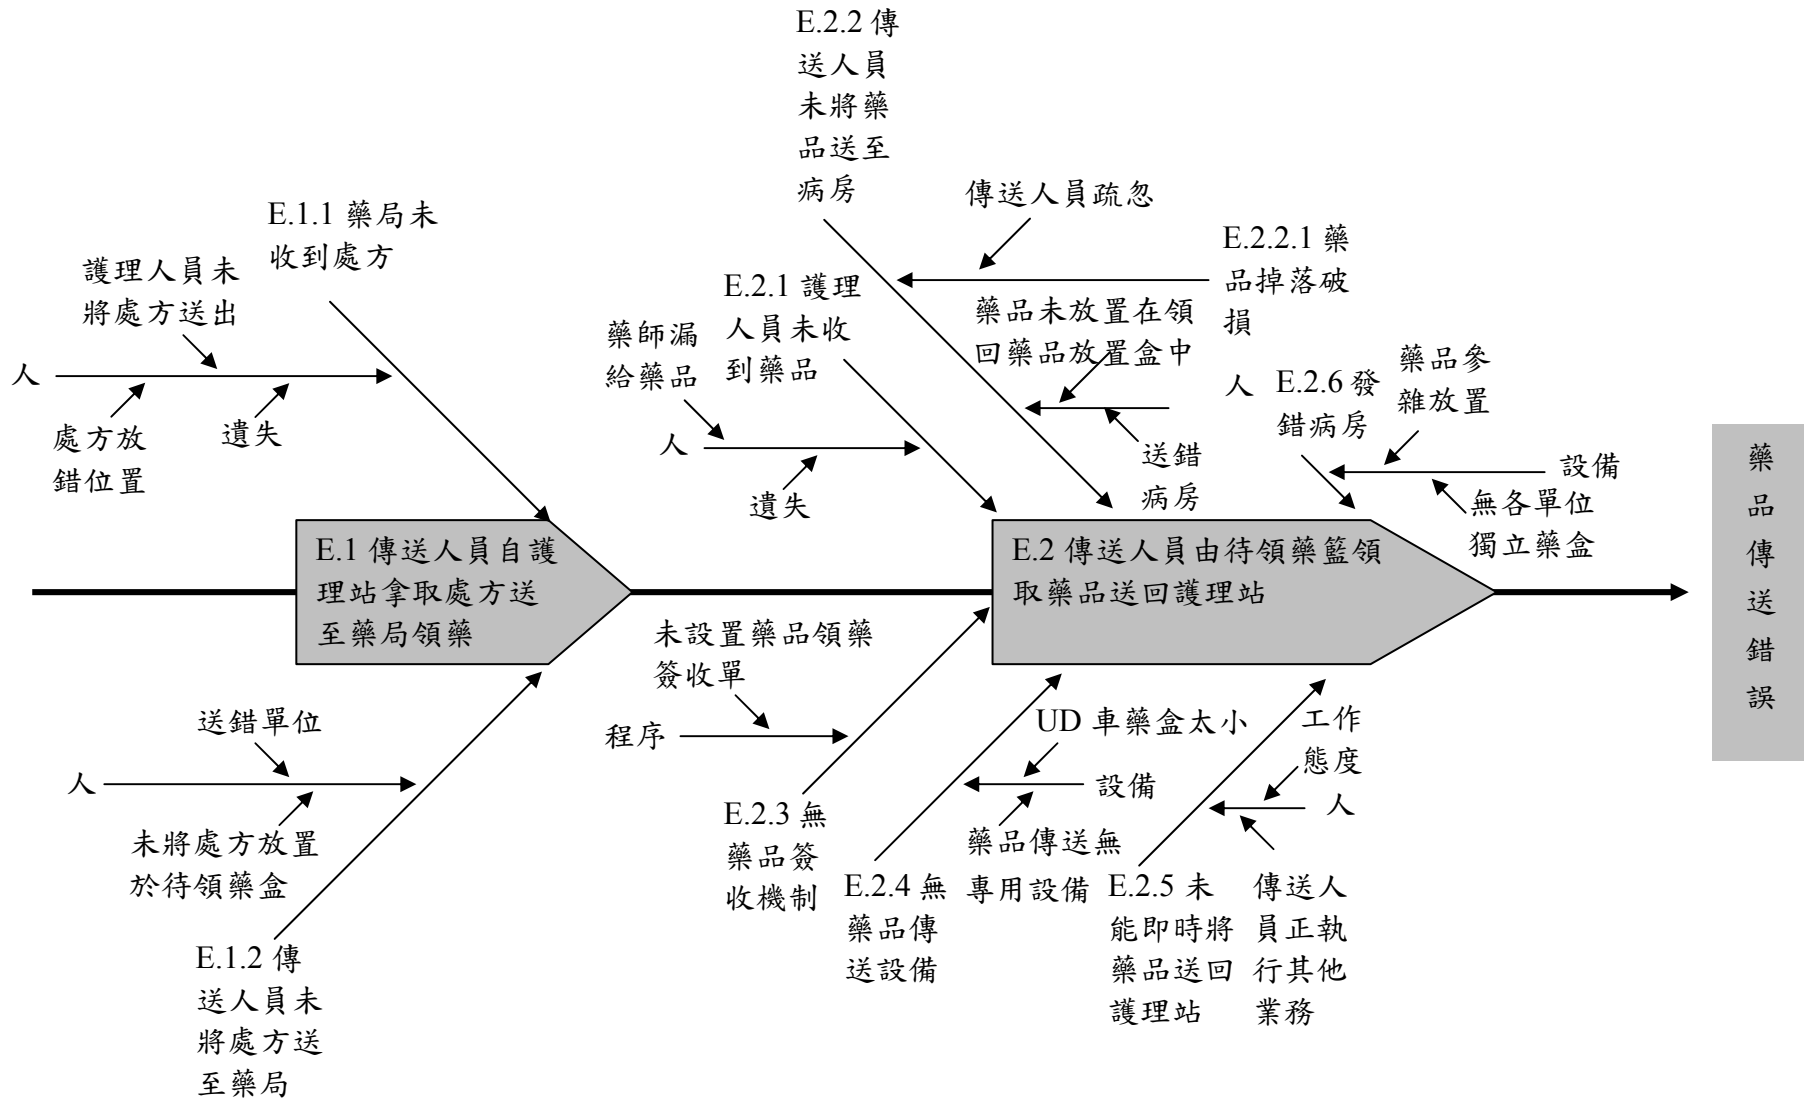 E.2.2 傳
送人員
未將藥
品送至
病房
傳送人員疏忽
E.2.2.1 藥
品掉落破
損
E.1.1 藥局未
收到處方
護理人員未
將處方送出
人
處方放
錯位置
遺失
E.2.1 護理
人員未收
到藥品
藥師漏
給藥品
人
遺失
藥品未放置在領
回藥品放置盒中
人
送錯
病房
E.2.6 發
錯病房
藥品參
雜放置
設備
無各單位
獨立藥盒
E.1 傳送人員自護
理站拿取處方送
至藥局領藥
E.2 傳送人員由待領藥籃領
取藥品送回護理站
藥
品
傳
送
錯
誤
送錯單位
人
未將處方放置
於待領藥盒
E.1.2 傳
送人員未
將處方送
至藥局
未設置藥品領藥
簽收單
程序
E.2.3 無
藥品簽
收機制
UD 車藥盒太小
設備
藥品傳送無
專用設備
E.2.4 無
藥品傳
送設備
工作
態度
人
E.2.5 未
能即時將
藥品送回
護理站
傳送人
員正執
行其他
業務